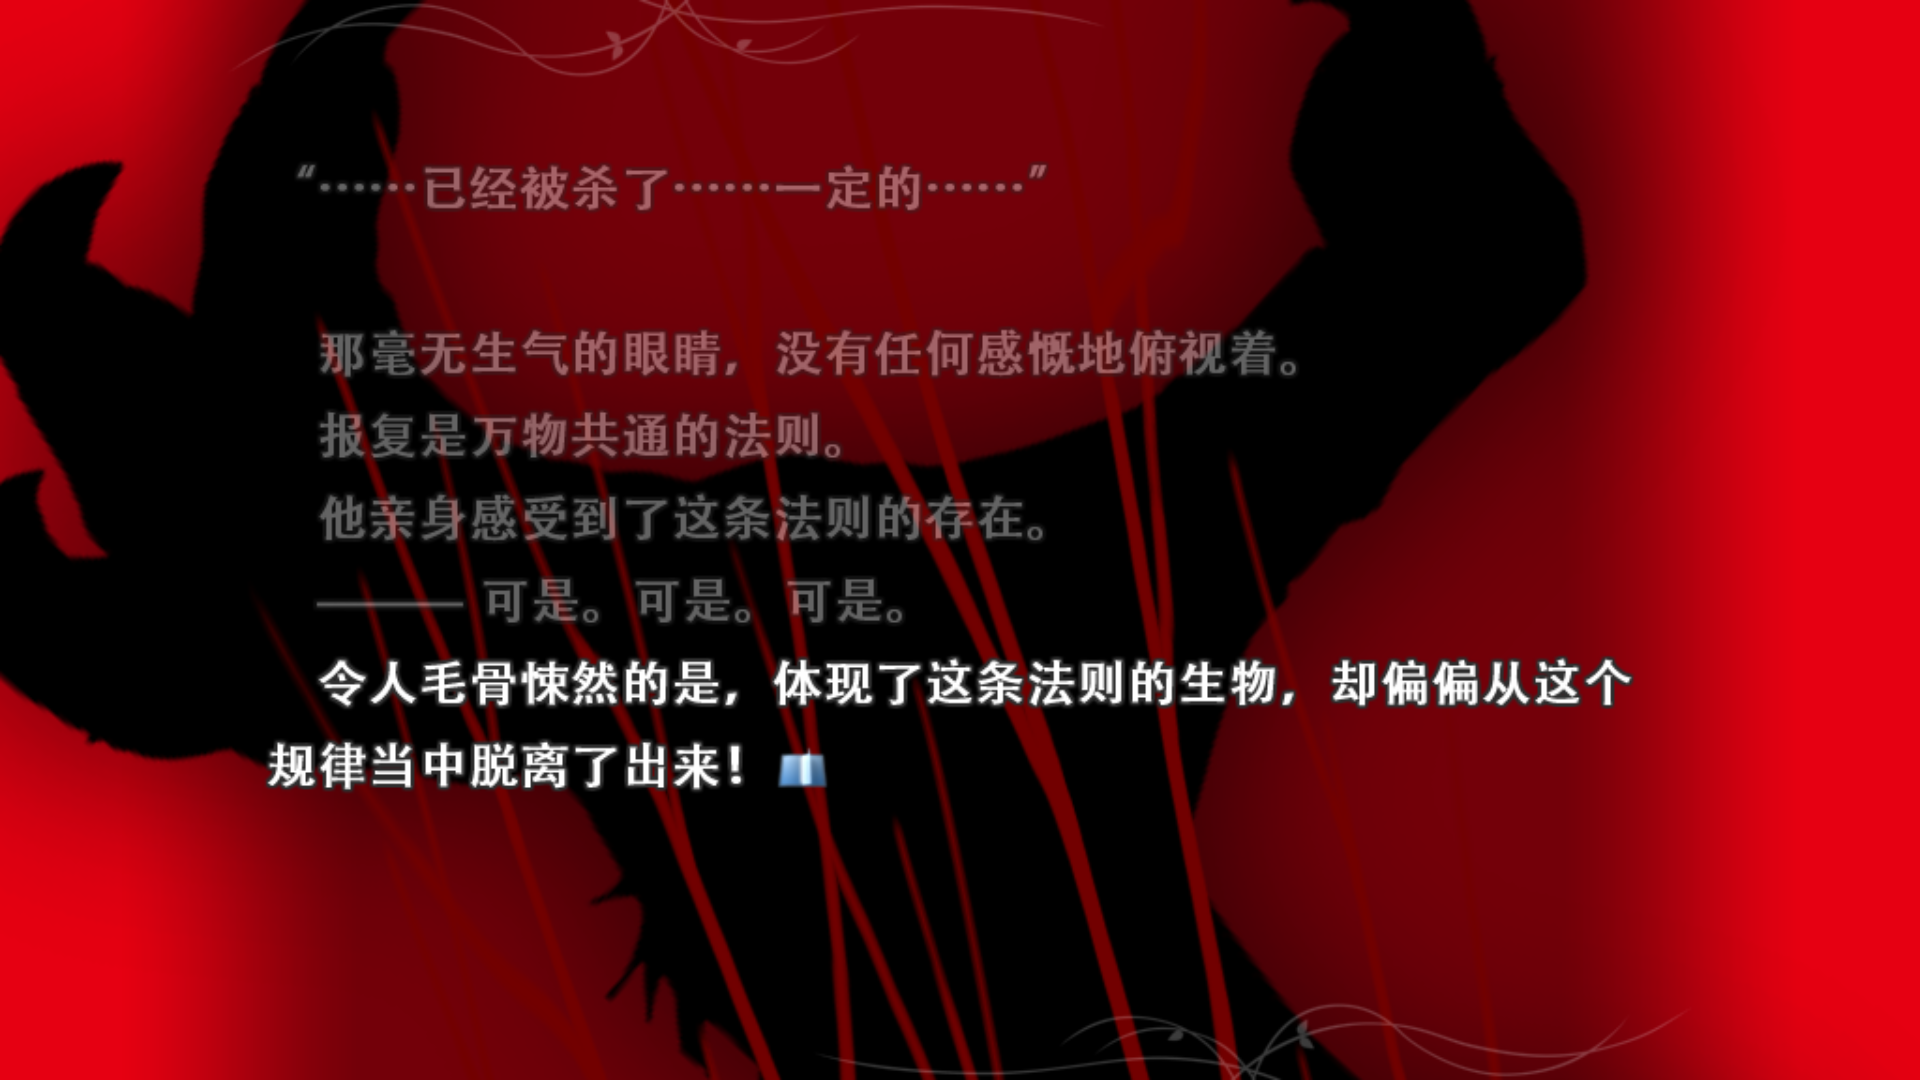 “……已经被杀了……一定的……”
那毫无生气的眼睛，没有任何感慨地俯视着。
报复是万物共通的法则。
他亲身感受到了这条法则的存在。
———可是。可是。可是。
令人毛骨悚然的是，体现了这条法则的生物，却偏偏从这个
规律当中脱离了出来！